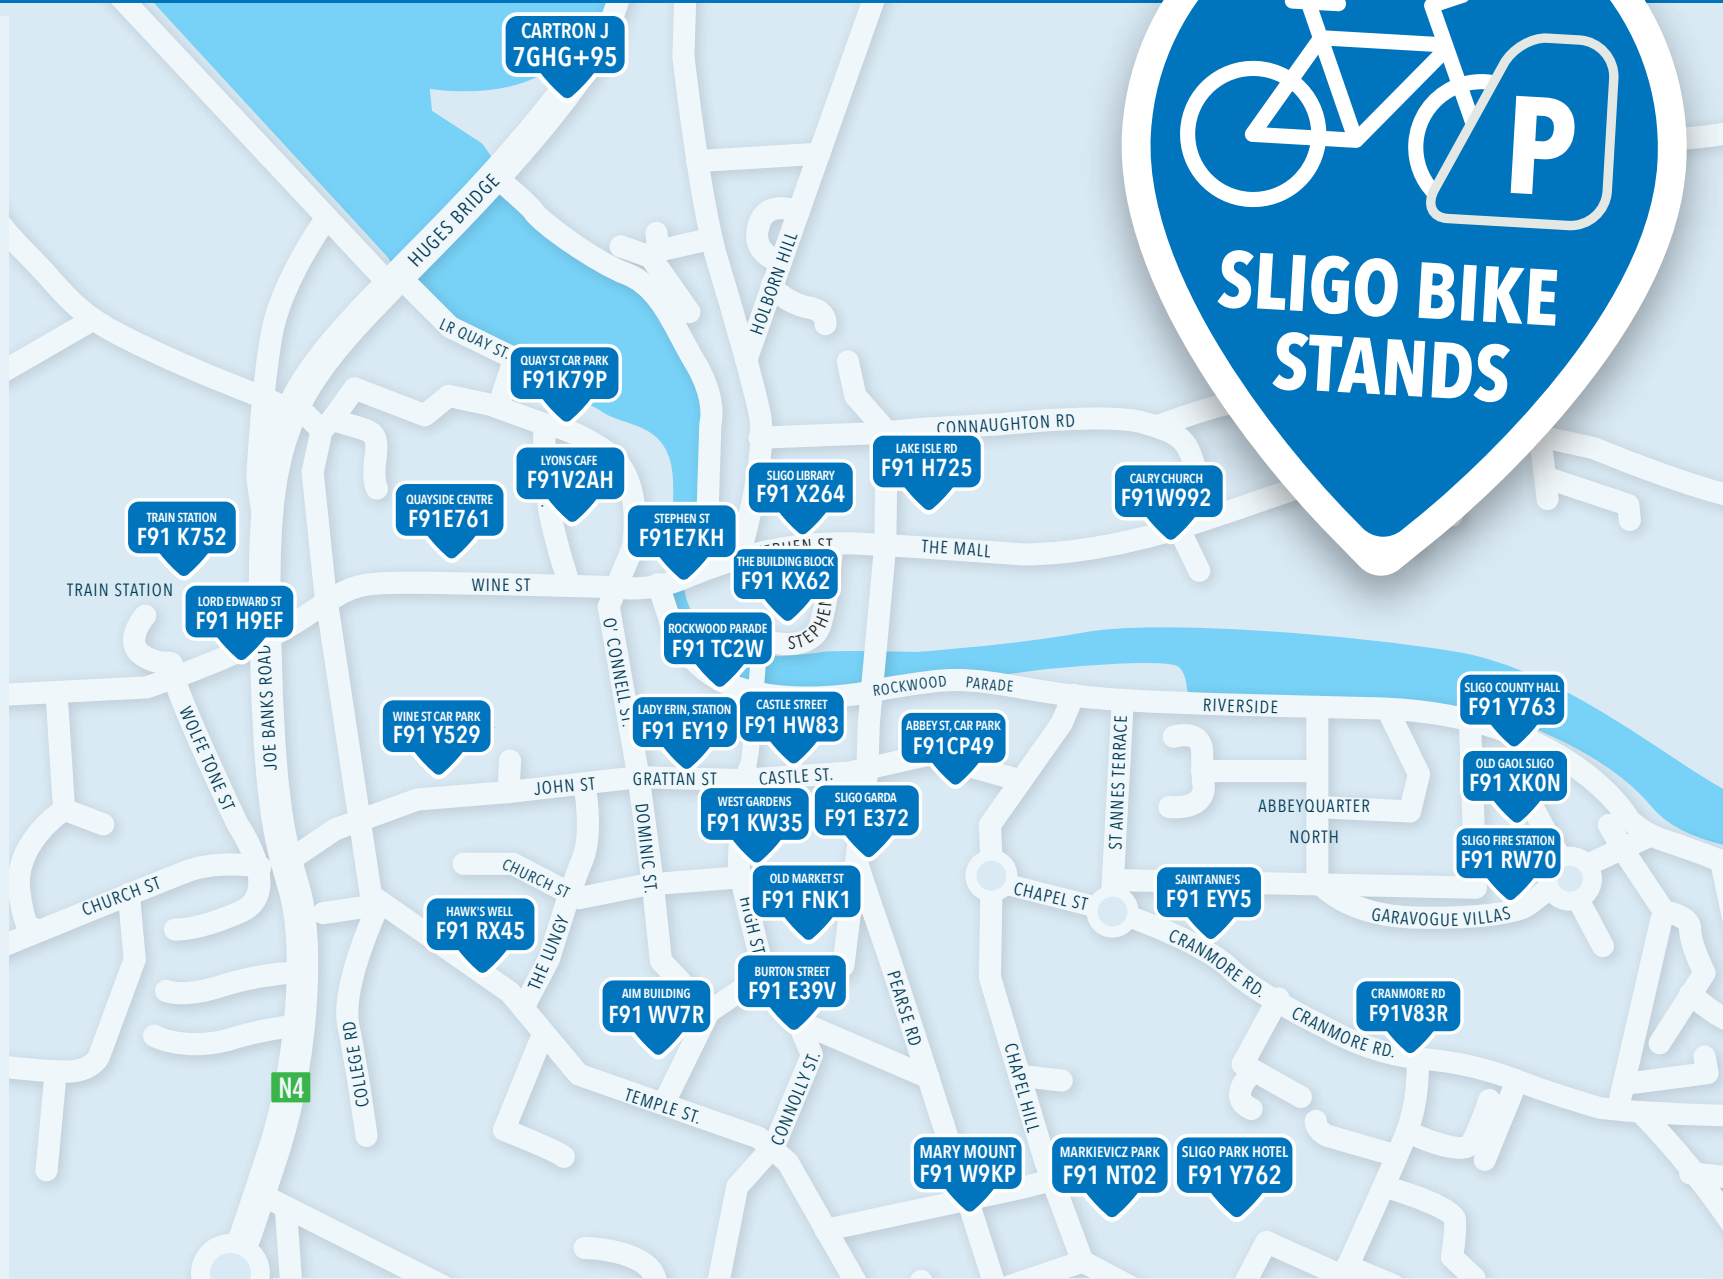 CARTRON J
7GHG+95
P
SLIGO BIKE
STANDS
HUGES BRIDGE
HOLBORN HILL
LR QUAY ST.
QUAY ST CAR PARK
F91K79P
CONNAUGHTON RD
LAKE ISLE RD
F91 H725
LYONS CAFE
F91V2AH
SLIGO LIBRARY
F91 X264
CALRY CHURCH
F91W992
QUAYSIDE CENTRE
F91E761
TRAIN STATION
F91 K752
STEPHEN ST
F91E7KH
THE MALL
THE BUILDING BLOCK
F91 KX62
TRAIN STATION
WINE ST
LORD EDWARD ST
F91 H9EF
ROCKWOOD PARADE
F91 TC2W
O' CONNELL ST.
JOE BANKS ROAD
ROCKWOOD PARADE
RIVERSIDE
SLIGO COUNTY HALL
F91 Y763
WINE ST CAR PARK
F91 Y529
LADY ERIN, STATION
F91 EY19
CASTLE STREET
F91 HW83
ABBEY ST, CAR PARK
F91CP49
WOLFE TONE ST
ST ANNES TERRACE
OLD GAOL SLIGO
F91 XK0N
JOHN ST
GRATTAN ST
CASTLE ST.
WEST GARDENS
F91 KW35
SLIGO GARDA
F91 E372
ABBEYQUARTER
NORTH
DOMINIC ST.
SLIGO FIRE STATION
F91 RW70
CHURCH ST
CHURCH ST
OLD MARKET ST
F91 FNK1
CHAPEL ST
SAINT ANNE'S
F91 EYY5
GARAVOGUE VILLAS
HAWK'S WELL
F91 RX45
THE LUNGY
HIGH ST
CRANMORE RD.
BURTON STREET
F91 E39V
AIM BUILDING
F91 WV7R
PEARSE RD
CRANMORE RD
F91V83R
CRANMORE RD.
N4
COLLEGE RD
TEMPLE ST.
CONNOLLY ST.
CHAPEL HILL
MARY MOUNT
F91 W9KP
MARKIEVICZ PARK
F91 NT02
SLIGO PARK HOTEL
F91 Y762